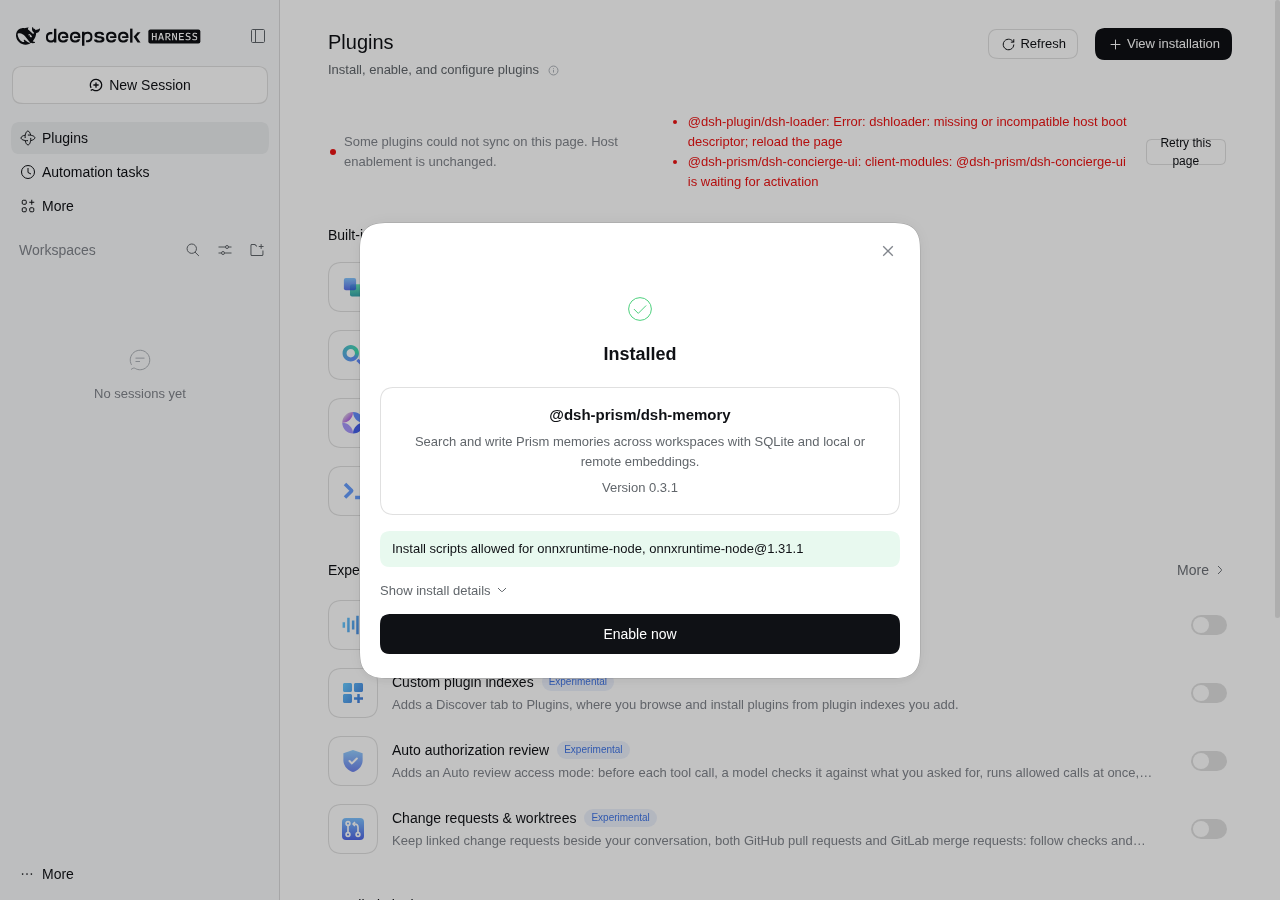 deepseek HARNESS
New Session
Plugins
Automation tasks
More
Workspaces
No sessions yet
More
Plugins
Install, enable, and configure plugins
Refresh
View installation
Some plugins could not sync on this page. Host
enablement is unchanged.
@dsh-plugin/dsh-loader: Error: dshloader: missing or incompatible host boot
descriptor; reload the page
@dsh-prism/dsh-concierge-ui: client-modules: @dsh-prism/dsh-concierge-ui
is waiting for activation
Retry this
page
Installed
@dsh-prism/dsh-memory
Search and write Prism memories across workspaces with SQLite and local or
remote embeddings.
Version 0.3.1
Install scripts allowed for onnxruntime-node, onnxruntime-node@1.31.1
Show install details
Enable now
More
Custom plugin indexes Experimental
Adds a Discover tab to Plugins, where you browse and install plugins from plugin indexes you add.
Auto authorization review Experimental
Adds an Auto review access mode: before each tool call, a model checks it against what you asked for, runs allowed calls at once,…
Change requests & worktrees Experimental
Keep linked change requests beside your conversation, both GitHub pull requests and GitLab merge requests: follow checks and…